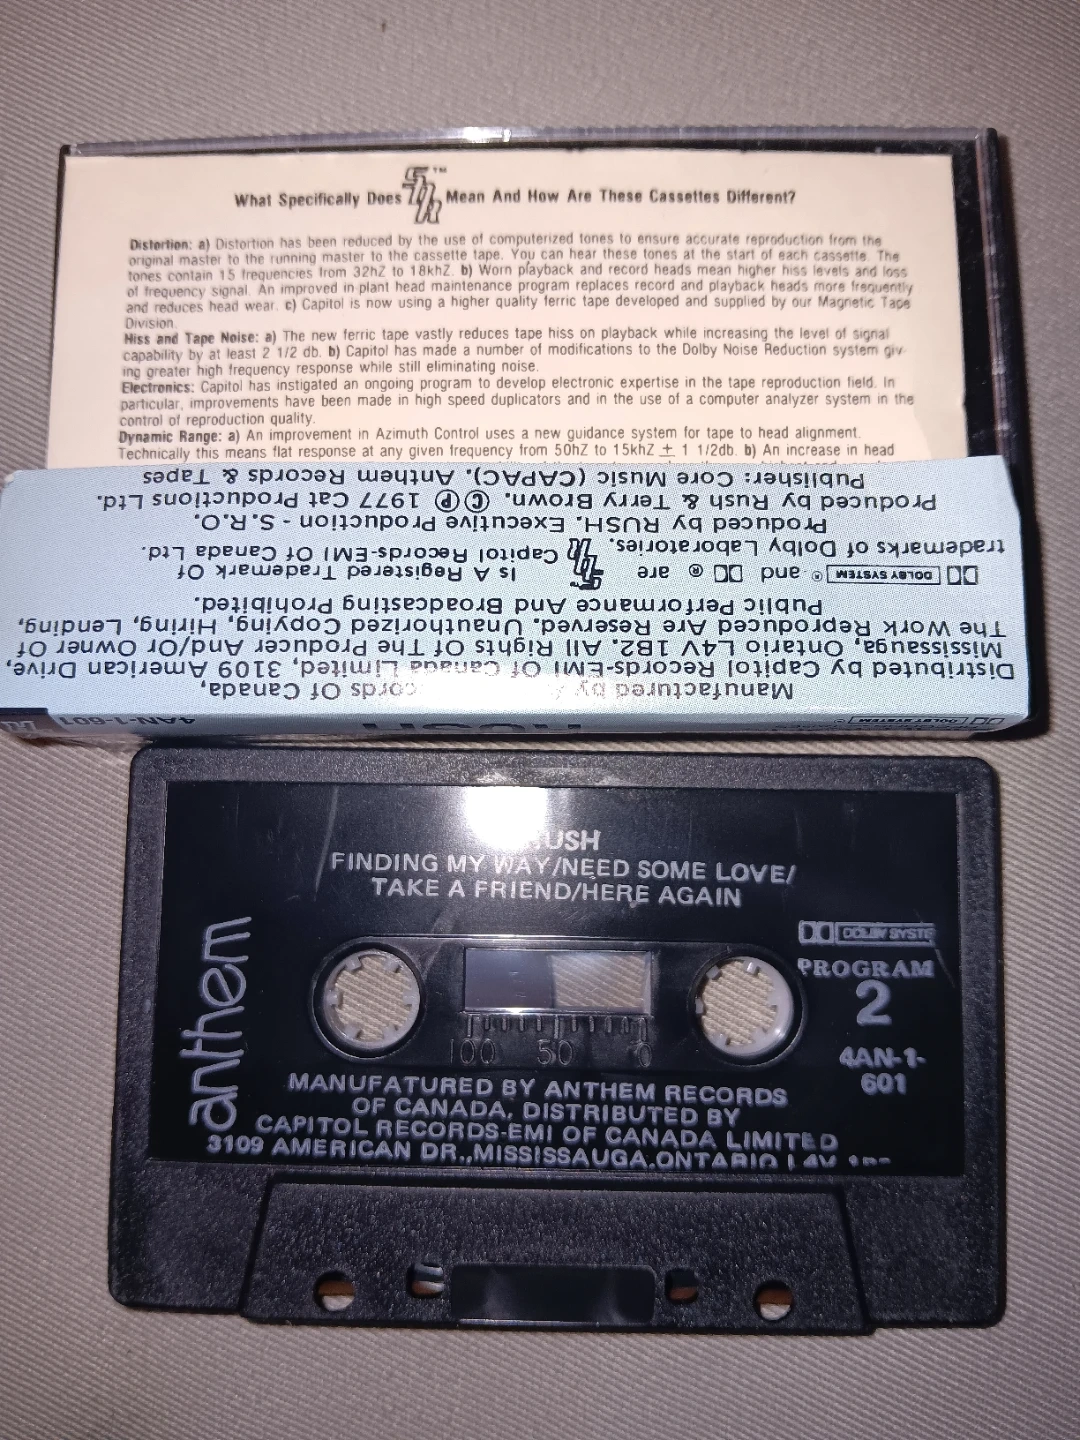 What Specifically Does SDR™ Mean And How Are These Cassettes Different?
Distortion: a) Distortion has been reduced by the use of computerized tones to ensure accurate reproduction from the
original master to the running master to the cassette tape. You can hear these tones at the start of each cassette. The
tones contain 15 frequencies from 32hZ to 18khZ. b) Worn playback and record heads mean higher hiss levels and loss
of frequency signal. An improved in plant head maintenance program replaces record and playback heads more frequently
and reduces head wear. c) Capitol is now using a higher quality ferric tape developed and supplied by our Magnetic Tape
Division.
Hiss and Tape Noise: a) The new ferric tape vastly reduces tape hiss on playback while increasing the level of signal
capability by at least 2 1/2 db. b) Capitol has made a number of modifications to the Dolby Noise Reduction system giv-
ing greater high frequency response while still eliminating noise.
Electronics: Capitol has instigated an ongoing program to develop electronic expertise in the tape reproduction field. In
particular, improvements have been made in high speed duplicators and in the use of a computer analyzer system in the
control of reproduction quality.
Dynamic Range: a) An improvement in Azimuth Control uses a new guidance system for tape to head alignment.
Technically this means flat response at any given frequency from 50hZ to 15khZ ± 1 1/2db. b) An increase in head
DOLBY SYSTEM
4AN-1-601
Manufactured by cords Of Canada,
Distributed by Capitol Records-EMI Of Canada Limited, 3109 American Drive,
Mississauga, Ontario L4V 1B2. All Rights Of The Producer And/Or Owner Of
The Work Reproduced Are Reserved. Unauthorized Copying, Hiring, Lending,
Public Performance And Broadcasting Prohibited.
DOLBY SYSTEM ® and ® are SDR Is A Registered Trademark Of
trademarks of Dolby Laboratories. Capitol Records-EMI Of Canada Ltd.
Produced by RUSH. Executive Production - S.R.O.
Produced by Rush & Terry Brown. © ℗ 1977 Cat Productions Ltd.
Publisher: Core Music (CAPAC). Anthem Records & Tapes
RUSH
FINDING MY WAY/NEED SOME LOVE/
TAKE A FRIEND/HERE AGAIN
anthem
DOLBY SYSTE
PROGRAM
2
4AN-1-
601
100 50 0
MANUFATURED BY ANTHEM RECORDS
OF CANADA, DISTRIBUTED BY
CAPITOL RECORDS-EMI OF CANADA LIMITED
3109 AMERICAN DR.,MISSISSAUGA,ONTARIO L4V